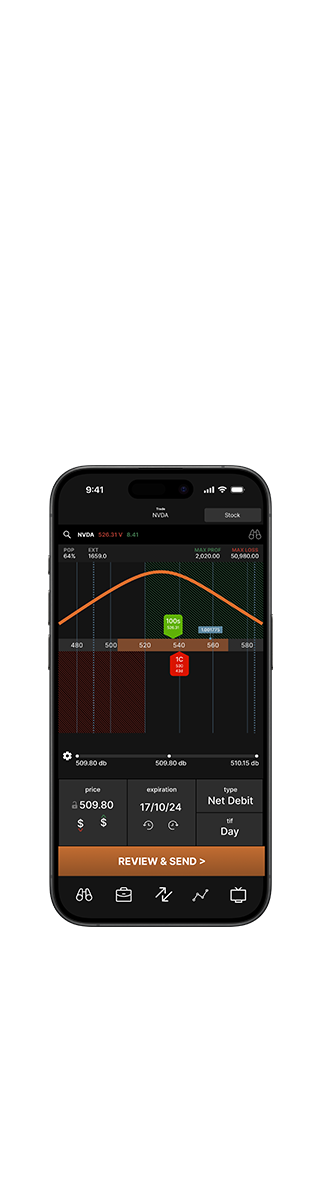 9:41
Trade
NVDA
Stock
NVDA 526.31 V 8.41
POP EXT MAX PROF MAX LOSS
64% 1659.0 2,020.00 50,980.00
100s
526.31
480 500 520 540 560 580
1C
530
43d
509.80 db 509.80 db 510.15 db
price expiration type
509.80 17/10/24 Net Debit
$ $ tif
Day
REVIEW & SEND >